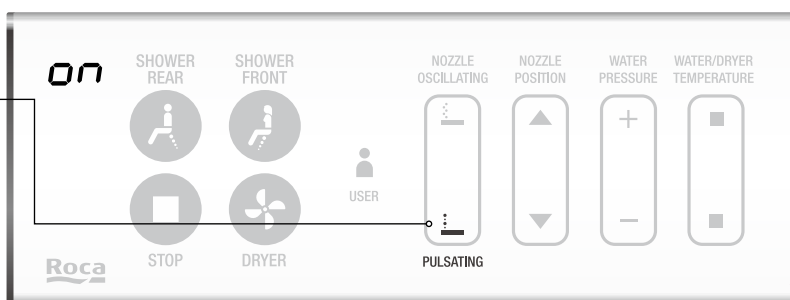 on
SHOWER
REAR
SHOWER
FRONT
NOZZLE
OSCILLATING
NOZZLE
POSITION
WATER
PRESSURE
WATER/DRYER
TEMPERATURE
USER
STOP
DRYER
PULSATING
Roca